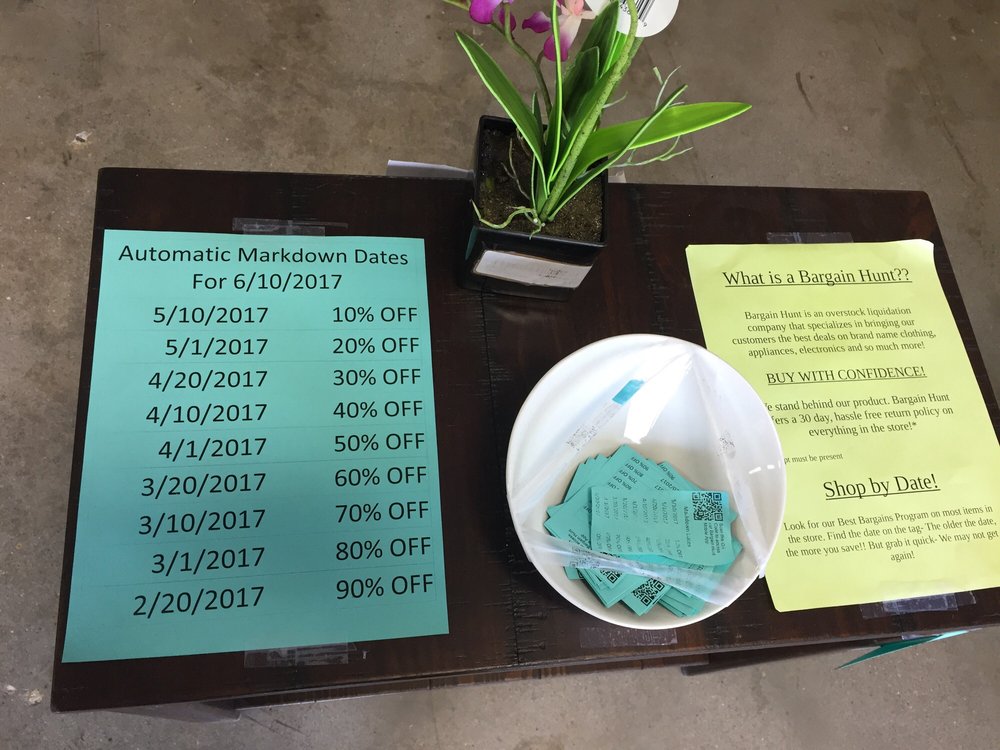 Automatic Markdown Dates
For 6/10/2017
5/10/2017 10% OFF
5/1/2017 20% OFF
4/20/2017 30% OFF
4/10/2017 40% OFF
4/1/2017 50% OFF
3/20/2017 60% OFF
3/10/2017 70% OFF
3/1/2017 80% OFF
2/20/2017 90% OFF
What is a Bargain Hunt??
Bargain Hunt is an overstock liquidation
company that specializes in bringing our
customers the best deals on brand name clothing,
appliances, electronics and so much more!
BUY WITH CONFIDENCE!
stand behind our product. Bargain Hunt
a 30 day, hassle free return policy on
everything in the store!*
must be present
Shop by Date!
Look for our Best Bargains Program on most items in
the store. Find the date on the tag- The older the date,
the more you save!! But grab it quick- We may not get
again!
Markdown Dates